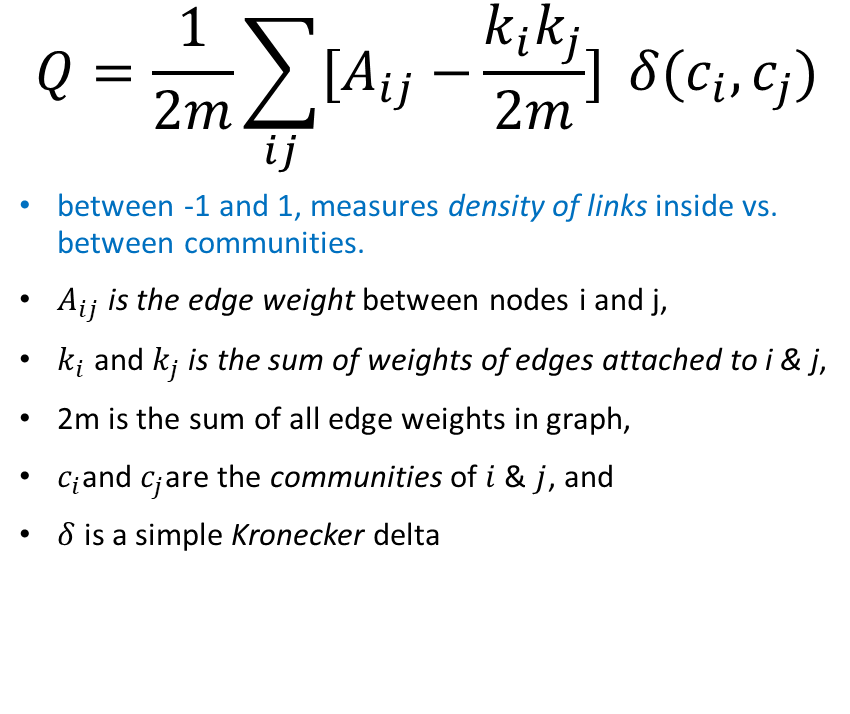 Q = 1/2m ∑ij [Aij − kikj/2m] δ(ci, cj)
• between -1 and 1, measures density of links inside vs.
between communities.
• Aij is the edge weight between nodes i and j,
• ki and kj is the sum of weights of edges attached to i & j,
• 2m is the sum of all edge weights in graph,
• ci and cj are the communities of i & j, and
• δ is a simple Kronecker delta